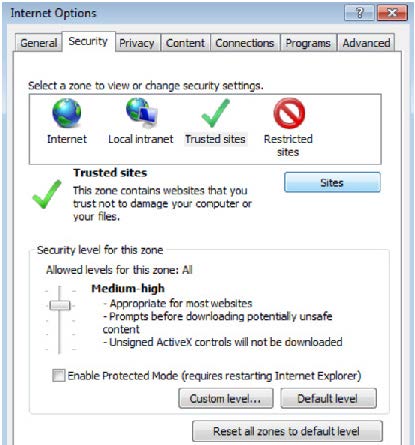 Internet Options
General Security Privacy Content Connections Programs Advanced
Select a zone to view or change security settings.
Internet Local intranet Trusted sites Restricted
sites
Trusted sites
This zone contains websites that you
trust not to damage your computer or
your files.
Sites
Security level for this zone
Allowed levels for this zone: All
Medium-high
- Appropriate for most websites
- Prompts before downloading potentially unsafe
content
- Unsigned ActiveX controls will not be downloaded
Enable Protected Mode (requires restarting Internet Explorer)
Custom level... Default level
Reset all zones to default level